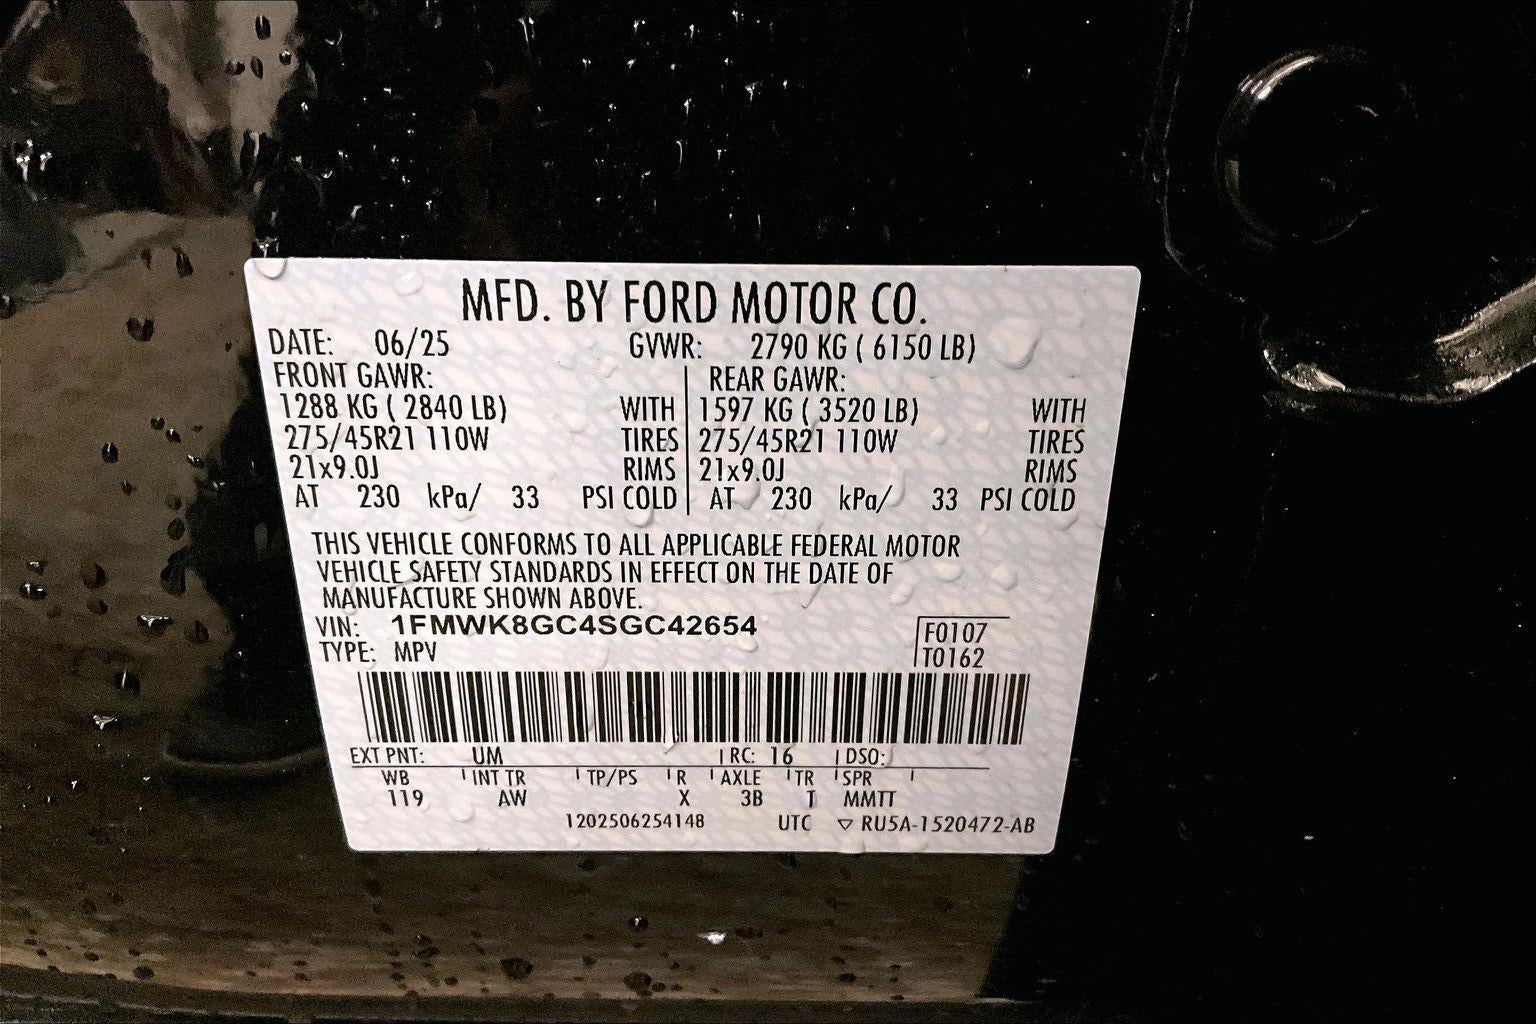 MFD. BY FORD MOTOR CO.
DATE: 06/25 GVWR: 2790 KG ( 6150 LB)
FRONT GAWR: REAR GAWR:
1288 KG ( 2840 LB) WITH 1597 KG ( 3520 LB) WITH
275/45R21 110W TIRES 275/45R21 110W TIRES
21x9.0J RIMS 21x9.0J RIMS
AT 230 kPa/ 33 PSI COLD AT 230 kPa/ 33 PSI COLD
THIS VEHICLE CONFORMS TO ALL APPLICABLE FEDERAL MOTOR
VEHICLE SAFETY STANDARDS IN EFFECT ON THE DATE OF
MANUFACTURE SHOWN ABOVE.
VIN: 1FMWK8GC4SGC42654 F0107
TYPE: MPV T0162
EXT PNT: UM RC: 16 DSO:
WB INT TR TP/PS R AXLE TR SPR
119 AW X 3B T MMTT
1202506254148 UTC ▽ RU5A-1520472-AB